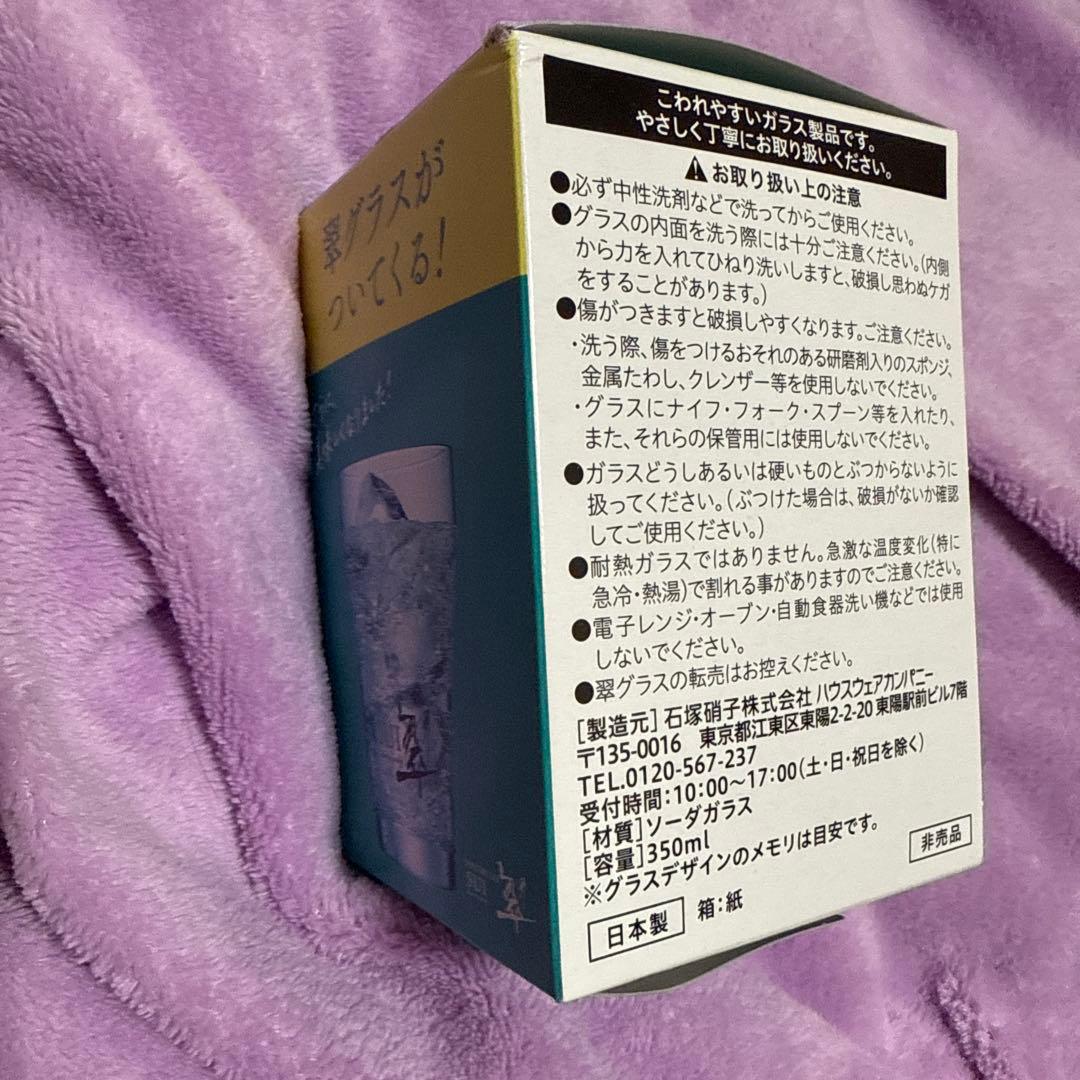 翠グラスが
ついてくる!
翠
翠
こわれやすいガラス製品です。
やさしく丁寧にお取り扱いください。
お取り扱い上の注意
●必ず中性洗剤などで洗ってからご使用ください。
●グラスの内面を洗う際には十分ご注意ください。(内側
から力を入れてひねり洗いしますと、破損し思わぬケガ
をすることがあります。)
●傷がつきますと破損しやすくなります。ご注意ください。
・洗う際、傷をつけるおそれのある研磨剤入りのスポンジ、
金属たわし、クレンザー等を使用しないでください。
・グラスにナイフ・フォーク・スプーン等を入れたり、
また、それらの保管用には使用しないでください。
●ガラスどうしあるいは硬いものとぶつからないように
扱ってください。(ぶつけた場合は、破損がないか確認
してご使用ください。)
●耐熱ガラスではありません。急激な温度変化(特に
急冷・熱湯)で割れる事がありますのでご注意ください。
●電子レンジ・オーブン・自動食器洗い機などでは使用
しないでください。
●翠グラスの転売はお控えください。
[製造元]石塚硝子株式会社 ハウスウェアカンパニー
〒135-0016 東京都江東区東陽2-2-20 東陽駅前ビル7階
TEL.0120-567-237
受付時間:10:00〜17:00(土・日・祝日を除く)
[材質]ソーダガラス
[容量]350ml
※グラスデザインのメモリは目安です。
非売品
日本製 箱:紙